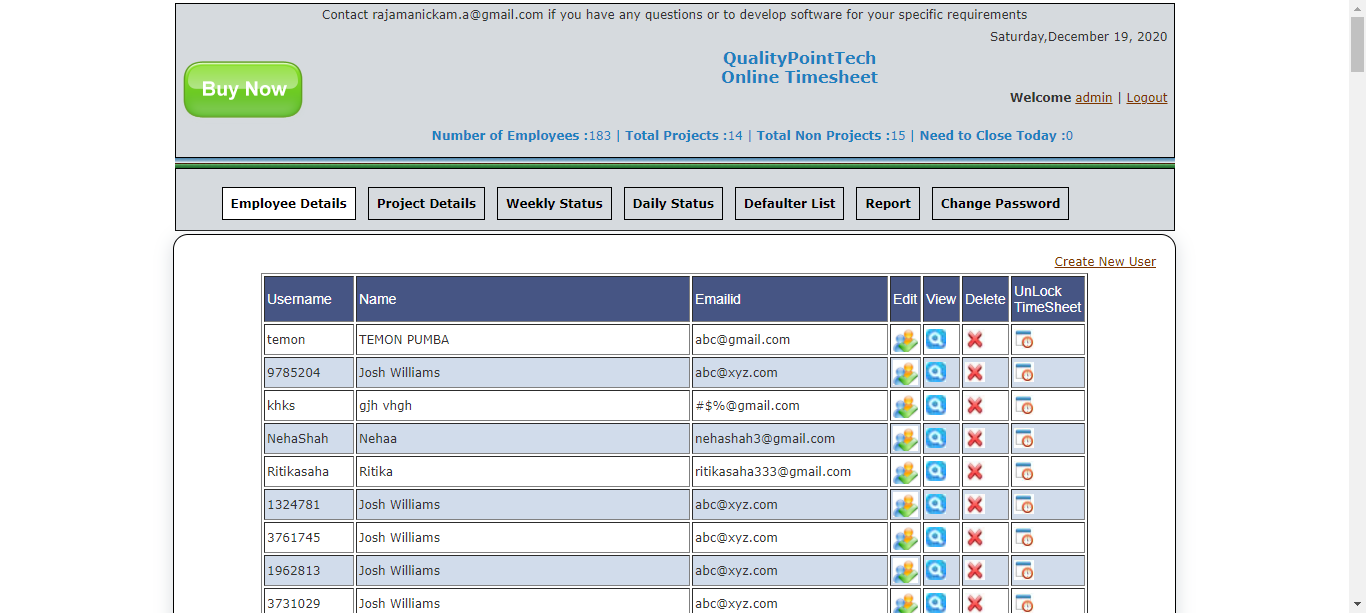 Contact rajamanickam.a@gmail.com if you have any questions or to develop software for your specific requirements
Saturday,December 19, 2020
QualityPointTech
Online Timesheet
Buy Now
Welcome admin | Logout
Number of Employees :183 | Total Projects :14 | Total Non Projects :15 | Need to Close Today :0
Employee Details Project Details Weekly Status Daily Status Defaulter List Report Change Password
Create New User
Username Name Emailid Edit View Delete UnLock TimeSheet
temon TEMON PUMBA abc@gmail.com
9785204 Josh Williams abc@xyz.com
khks gjh vhgh #$%@gmail.com
NehaShah Nehaa nehashah3@gmail.com
Ritikasaha Ritika ritikasaha333@gmail.com
1324781 Josh Williams abc@xyz.com
3761745 Josh Williams abc@xyz.com
1962813 Josh Williams abc@xyz.com
3731029 Josh Williams abc@xyz.com